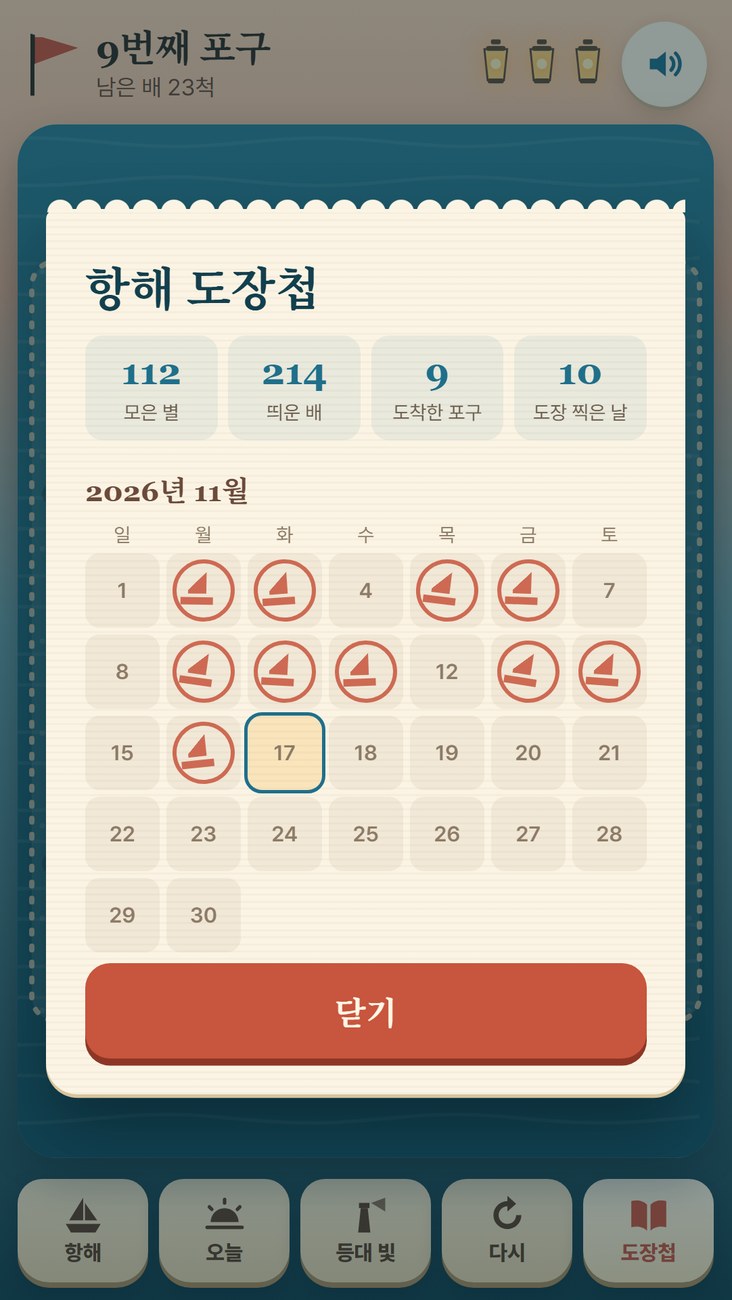 9번째 포구
남은 배 23척
항해 도장첩
112 214 9 10
모은 별 띄운 배 도착한 포구 도장 찍은 날
2026년 11월
일 월 화 수 목 금 토
1 4 7
8 12
15 17 18 19 20 21
22 23 24 25 26 27 28
29 30
닫기
항해 오늘 등대 빛 다시 도장첩